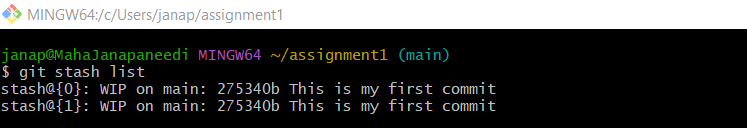 MINGW64:/c/Users/janap/assignment1
janap@MahaJanapaneedi MINGW64 ~/assignment1 (main)
$ git stash list
stash@{0}: WIP on main: 275340b This is my first commit
stash@{1}: WIP on main: 275340b This is my first commit